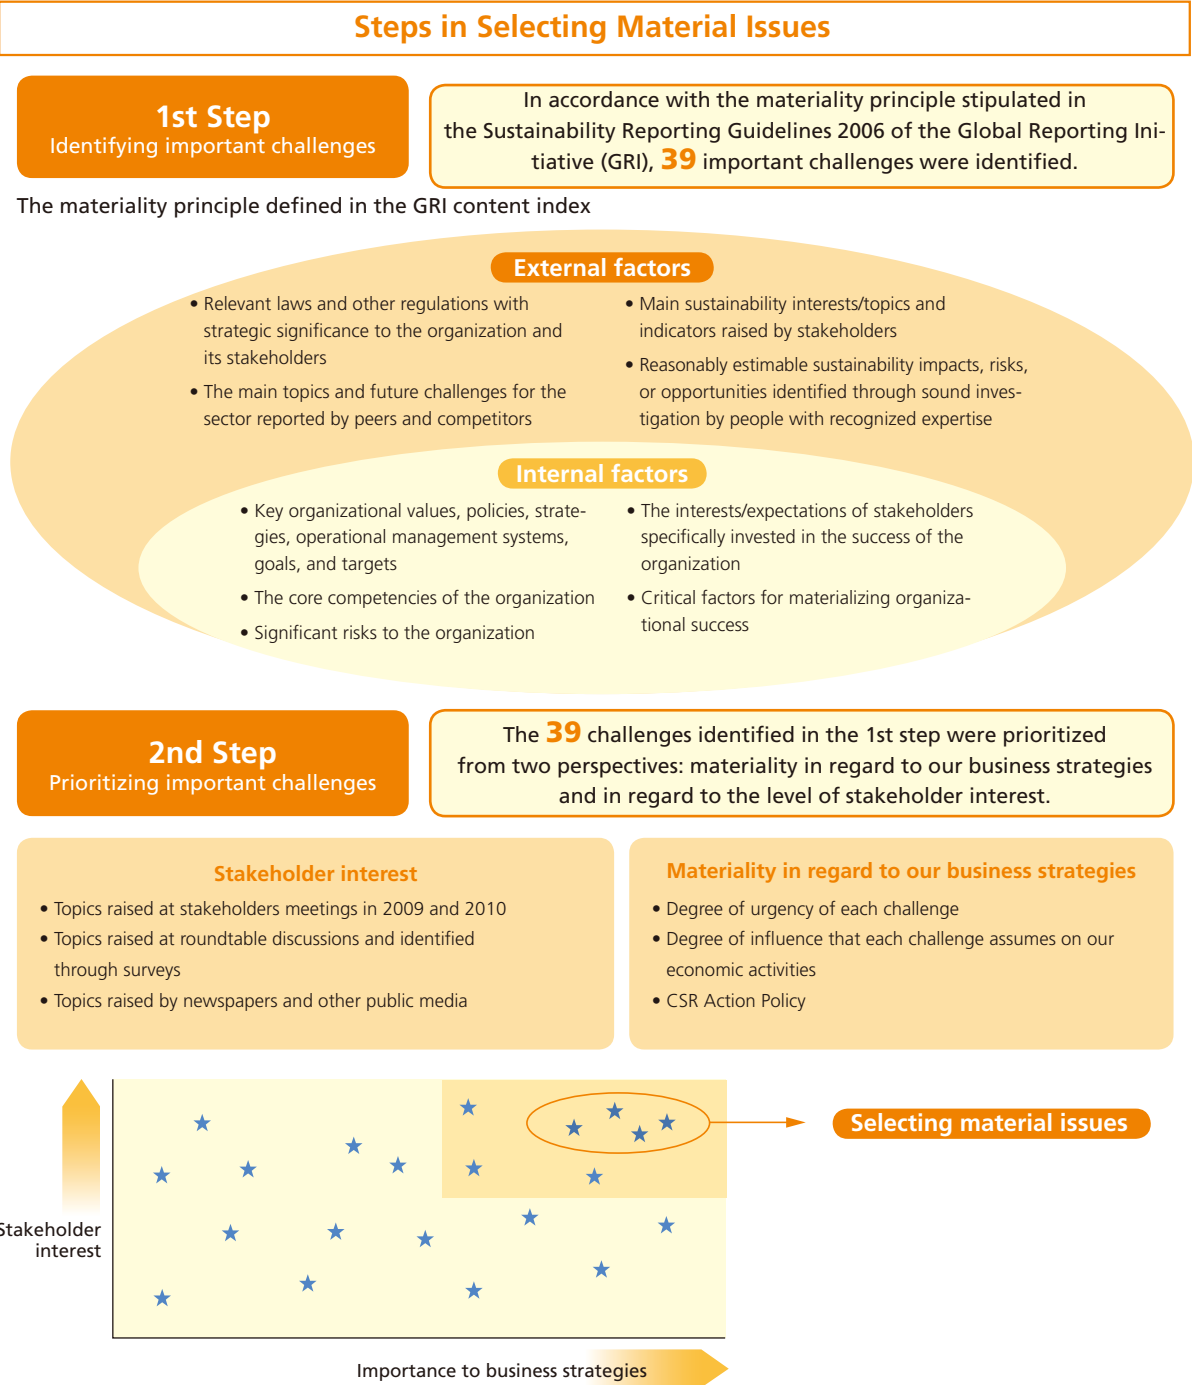 Steps in Selecting Material Issues
1st Step
Identifying important challenges
In accordance with the materiality principle stipulated in
the Sustainability Reporting Guidelines 2006 of the Global Reporting Ini-
tiative (GRI), 39 important challenges were identified.
The materiality principle defined in the GRI content index
External factors
• Relevant laws and other regulations with
strategic significance to the organization and
its stakeholders
• The main topics and future challenges for the
sector reported by peers and competitors
• Main sustainability interests/topics and
indicators raised by stakeholders
• Reasonably estimable sustainability impacts, risks,
or opportunities identified through sound inves-
tigation by people with recognized expertise
Internal factors
• Key organizational values, policies, strate-
gies, operational management systems,
goals, and targets
• The core competencies of the organization
• Significant risks to the organization
• The interests/expectations of stakeholders
specifically invested in the success of the
organization
• Critical factors for materializing organiza-
tional success
2nd Step
Prioritizing important challenges
The 39 challenges identified in the 1st step were prioritized
from two perspectives: materiality in regard to our business strategies
and in regard to the level of stakeholder interest.
Stakeholder interest
• Topics raised at stakeholders meetings in 2009 and 2010
• Topics raised at roundtable discussions and identified
through surveys
• Topics raised by newspapers and other public media
Materiality in regard to our business strategies
• Degree of urgency of each challenge
• Degree of influence that each challenge assumes on our
economic activities
• CSR Action Policy
Selecting material issues
Stakeholder
interest
Importance to business strategies